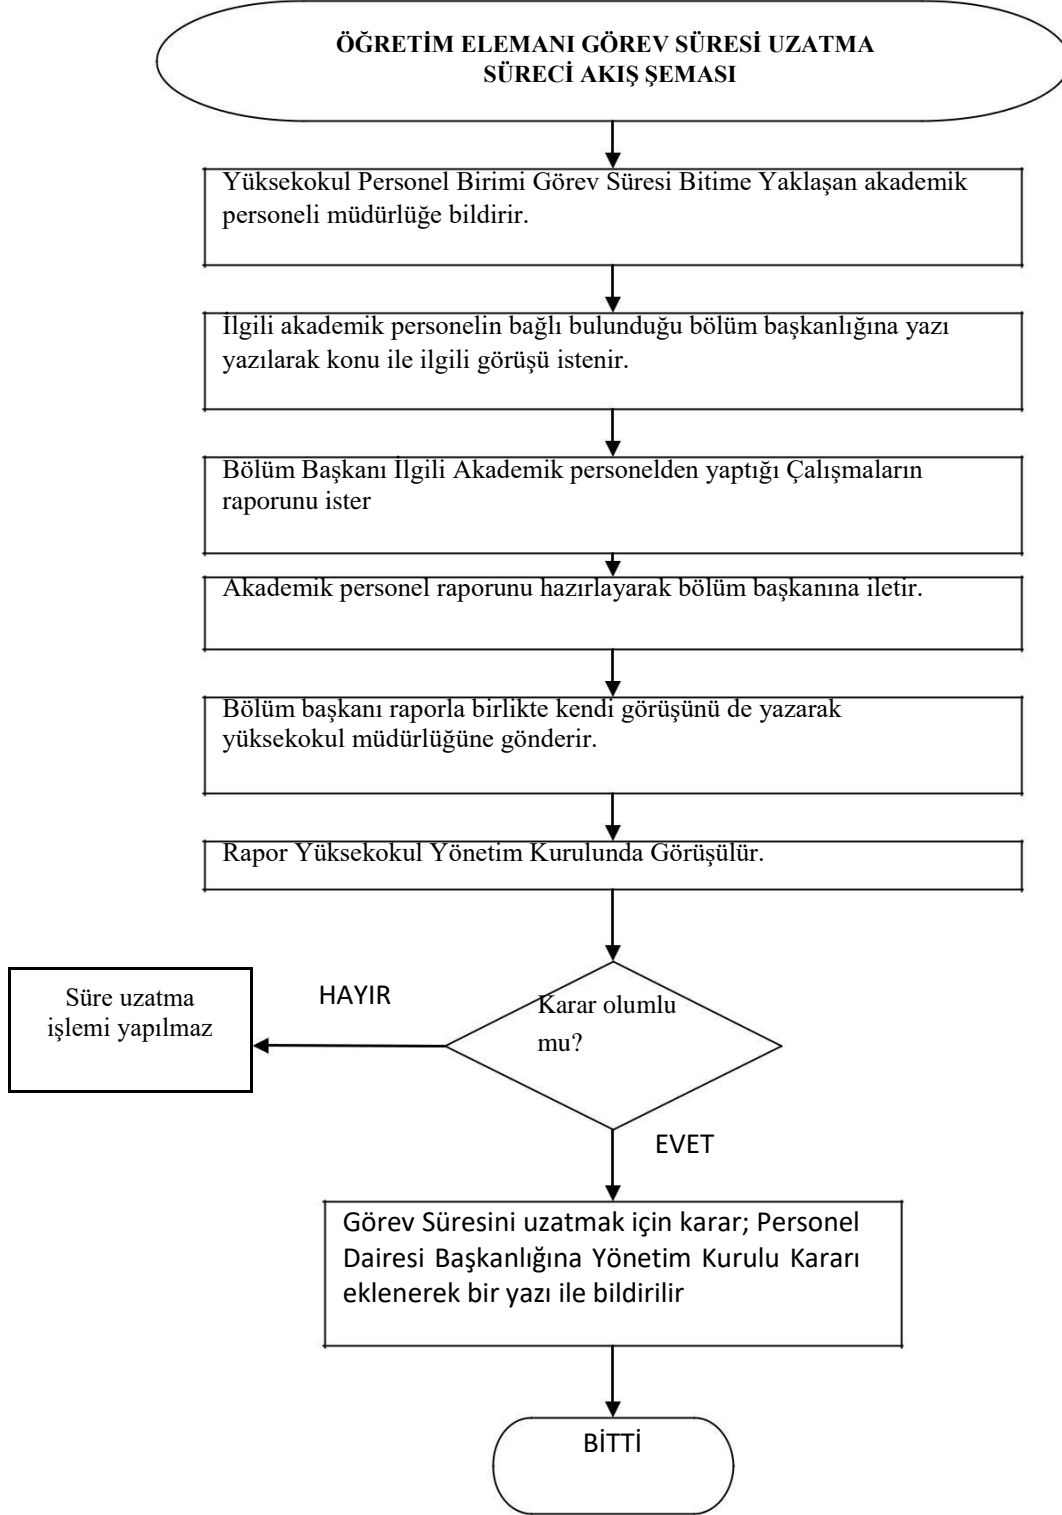 ÖĞRETİM ELEMANI GÖREV SÜRESİ UZATMA
SÜRECİ AKIŞ ŞEMASI
Yüksekokul Personel Birimi Görev Süresi Bitime Yaklaşan akademik
personeli müdürlüğe bildirir.
İlgili akademik personelin bağlı bulunduğu bölüm başkanlığına yazı
yazılarak konu ile ilgili görüşü istenir.
Bölüm Başkanı İlgili Akademik personelden yaptığı Çalışmaların
raporunu ister
Akademik personel raporunu hazırlayarak bölüm başkanına iletir.
Bölüm başkanı raporla birlikte kendi görüşünü de yazarak
yüksekokul müdürlüğüne gönderir.
Rapor Yüksekokul Yönetim Kurulunda Görüşülür.
Karar olumlu
mu?
HAYIR
Süre uzatma
işlemi yapılmaz
EVET
Görev Süresini uzatmak için karar; Personel
Dairesi Başkanlığına Yönetim Kurulu Kararı
eklenerek bir yazı ile bildirilir
BİTTİ